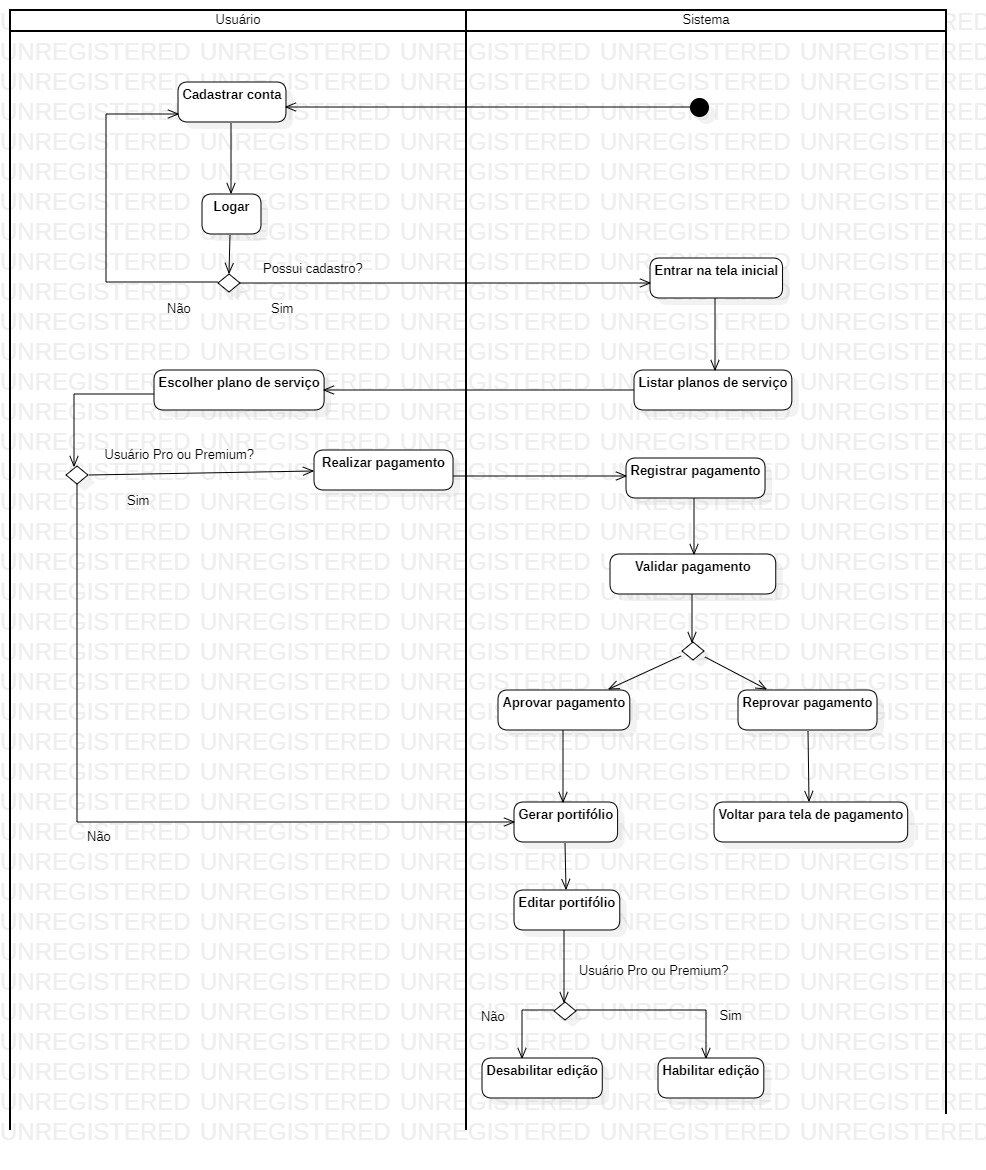 Usuário
Sistema
Cadastrar conta
Logar
Possui cadastro?
Entrar na tela inicial
Não
Sim
Escolher plano de serviço
Listar planos de serviço
Usuário Pro ou Premium?
Realizar pagamento
Registrar pagamento
Sim
Validar pagamento
Aprovar pagamento
Reprovar pagamento
Gerar portifólio
Voltar para tela de pagamento
Não
Editar portifólio
Usuário Pro ou Premium?
Não
Sim
Desabilitar edição
Habilitar edição
UNREGISTERED UNREGISTERED UNREGISTERED UNREGISTERED UNREGISTERED